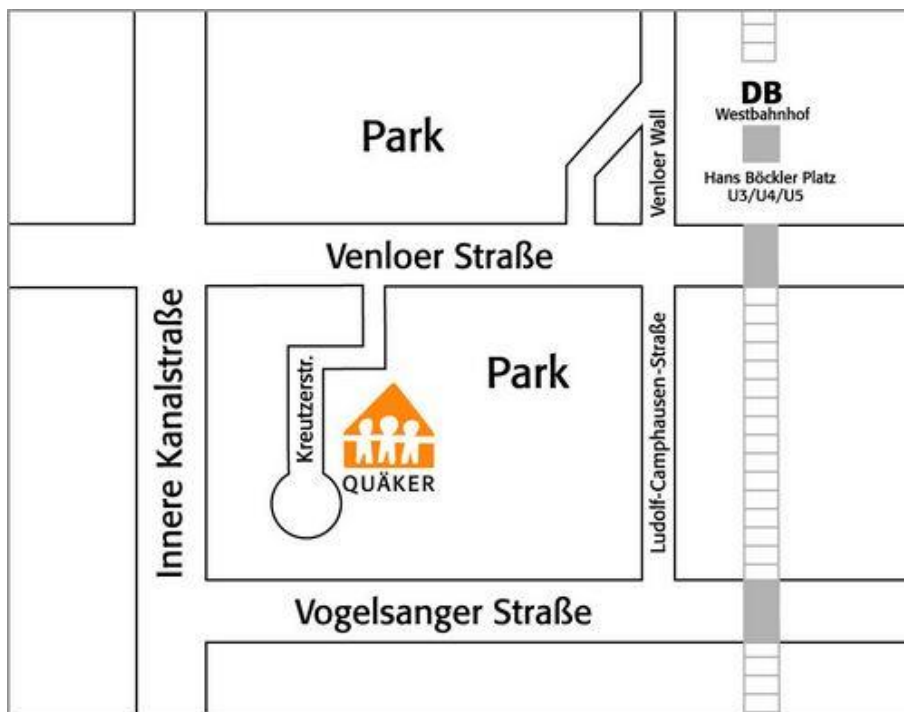 DB
Westbahnhof
Park
Venloer Wall
Hans Böckler Platz
U3/U4/U5
Venloer Straße
Innere Kanalstraße
Kreutzerstr.
Park
Ludolf-Camphausen-Straße
QUÄKER
Vogelsanger Straße